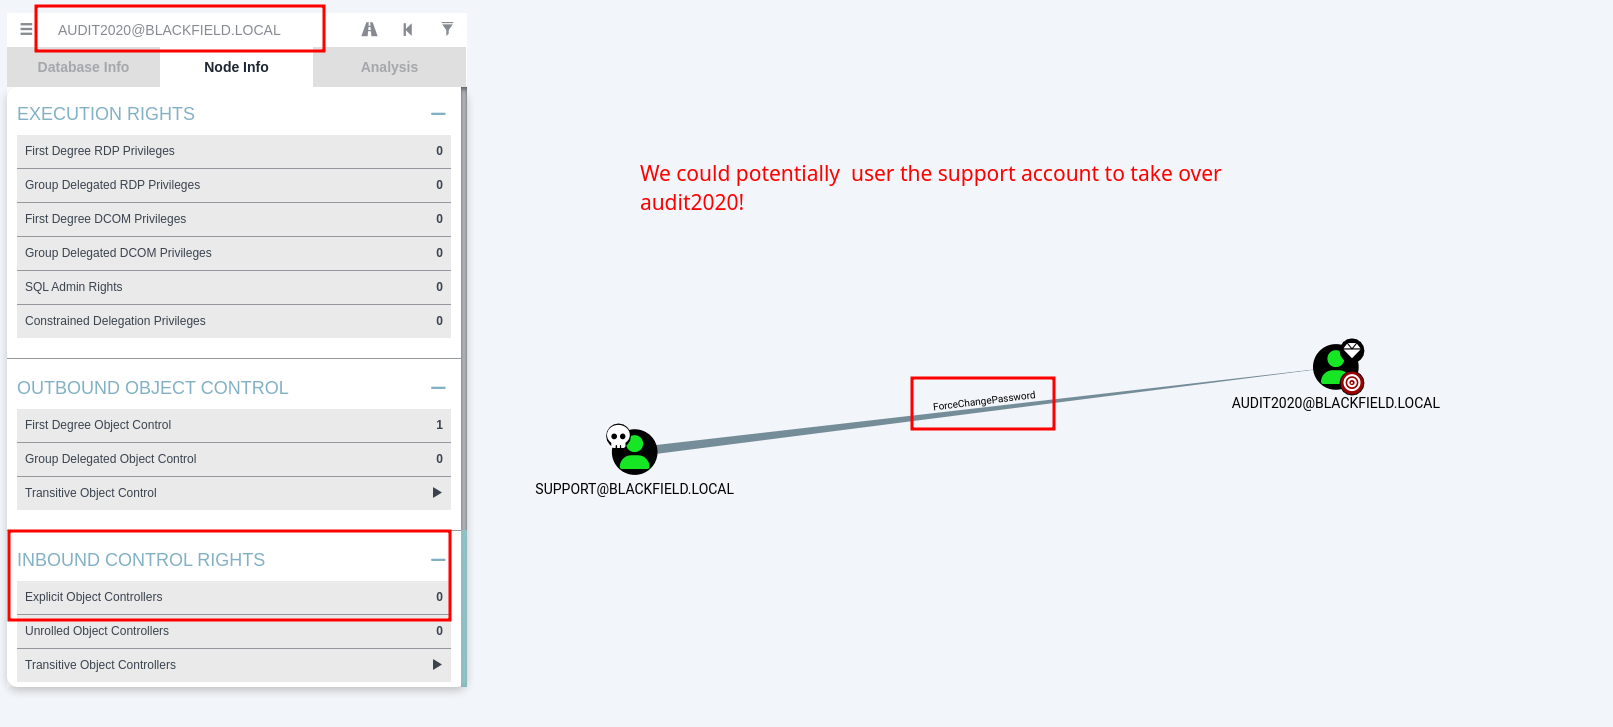 AUDIT2020@BLACKFIELD.LOCAL
Database Info Node Info Analysis
EXECUTION RIGHTS
First Degree RDP Privileges 0
Group Delegated RDP Privileges 0
First Degree DCOM Privileges 0
Group Delegated DCOM Privileges 0
SQL Admin Rights 0
Constrained Delegation Privileges 0
OUTBOUND OBJECT CONTROL
First Degree Object Control 1
Group Delegated Object Control 0
Transitive Object Control
INBOUND CONTROL RIGHTS
Explicit Object Controllers 0
Unrolled Object Controllers 0
Transitive Object Controllers
We could potentially  user the support account to take over
audit2020!
ForceChangePassword
AUDIT2020@BLACKFIELD.LOCAL
SUPPORT@BLACKFIELD.LOCAL